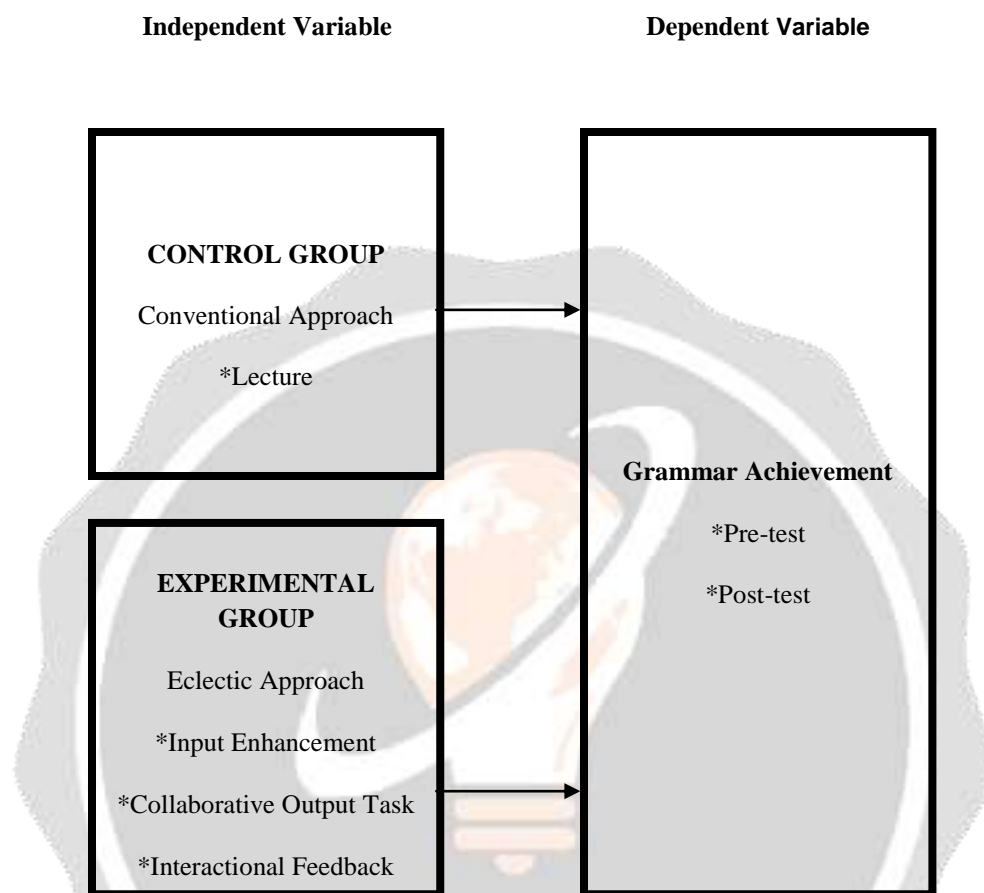 Independent Variable
Dependent Variable
CONTROL GROUP
Conventional Approach
*Lecture
EXPERIMENTAL
GROUP
Eclectic Approach
*Input Enhancement
*Collaborative Output Task
*Interactional Feedback
Grammar Achievement
*Pre-test
*Post-test